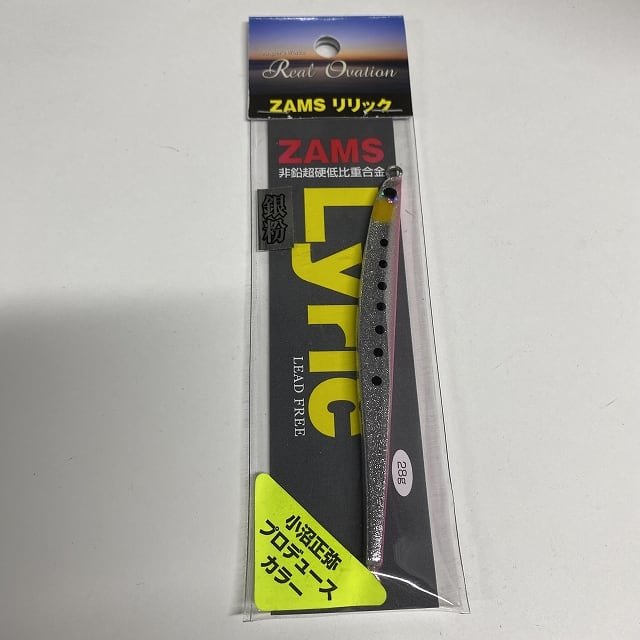 Real Ovation
ZAMS リリック
ZAMS
非鉛超硬低比重合金
銀粉
Lyric
LEAD FREE
28g
小沼正弥
プロデュース
カラー